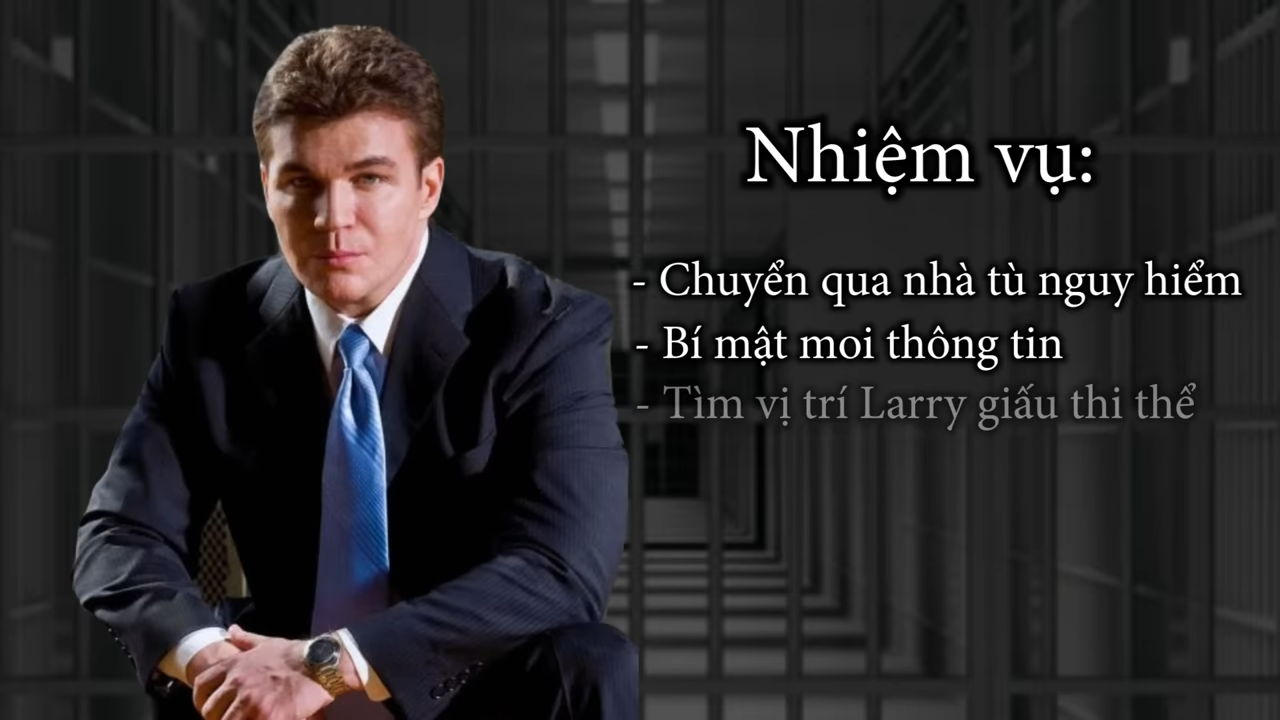 Nhiệm vụ:
- Chuyển qua nhà tù nguy hiểm
- Bí mật moi thông tin
- Tìm vị trí Larry giấu thi thể